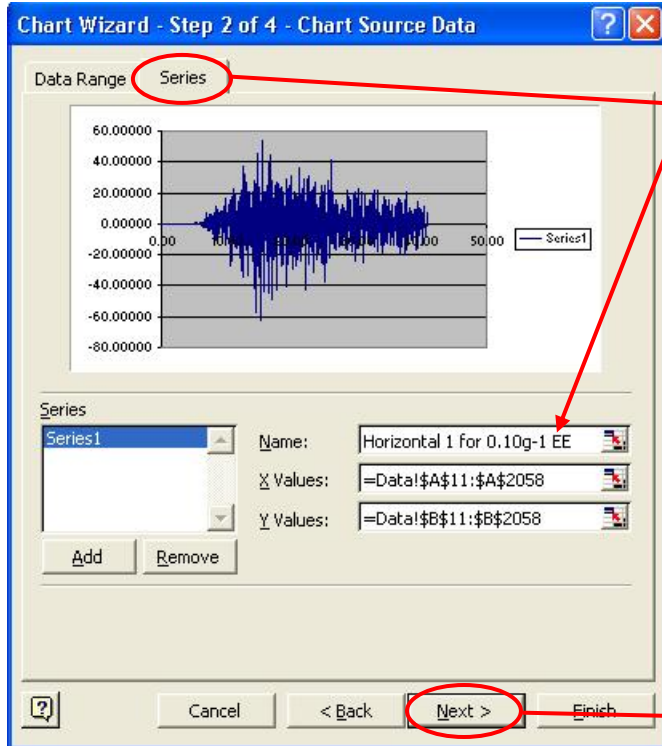 Chart Wizard - Step 2 of 4 - Chart Source Data
Data Range Series
60.00000
40.00000
20.00000
0.00000
0.00 50.00
Series1
-20.00000
-40.00000
-60.00000
-80.00000
Series
Series1
Name: Horizontal 1 for 0.10g-1 EE
X Values: =Data!$A$11:$A$2058
Y Values: =Data!$B$11:$B$2058
Add Remove
Cancel < Back Next > Finish